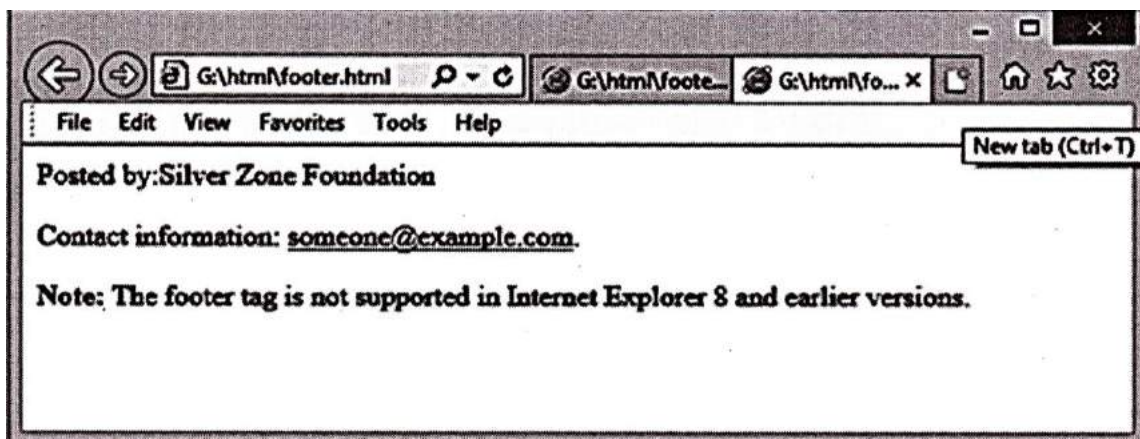 G:\html\footer.html
G:\html\foote...
G:\html\fo...
File Edit View Favorites Tools Help
New tab (Ctrl+T)
Posted by:Silver Zone Foundation
Contact information: someone@example.com.
Note: The footer tag is not supported in Internet Explorer 8 and earlier versions.